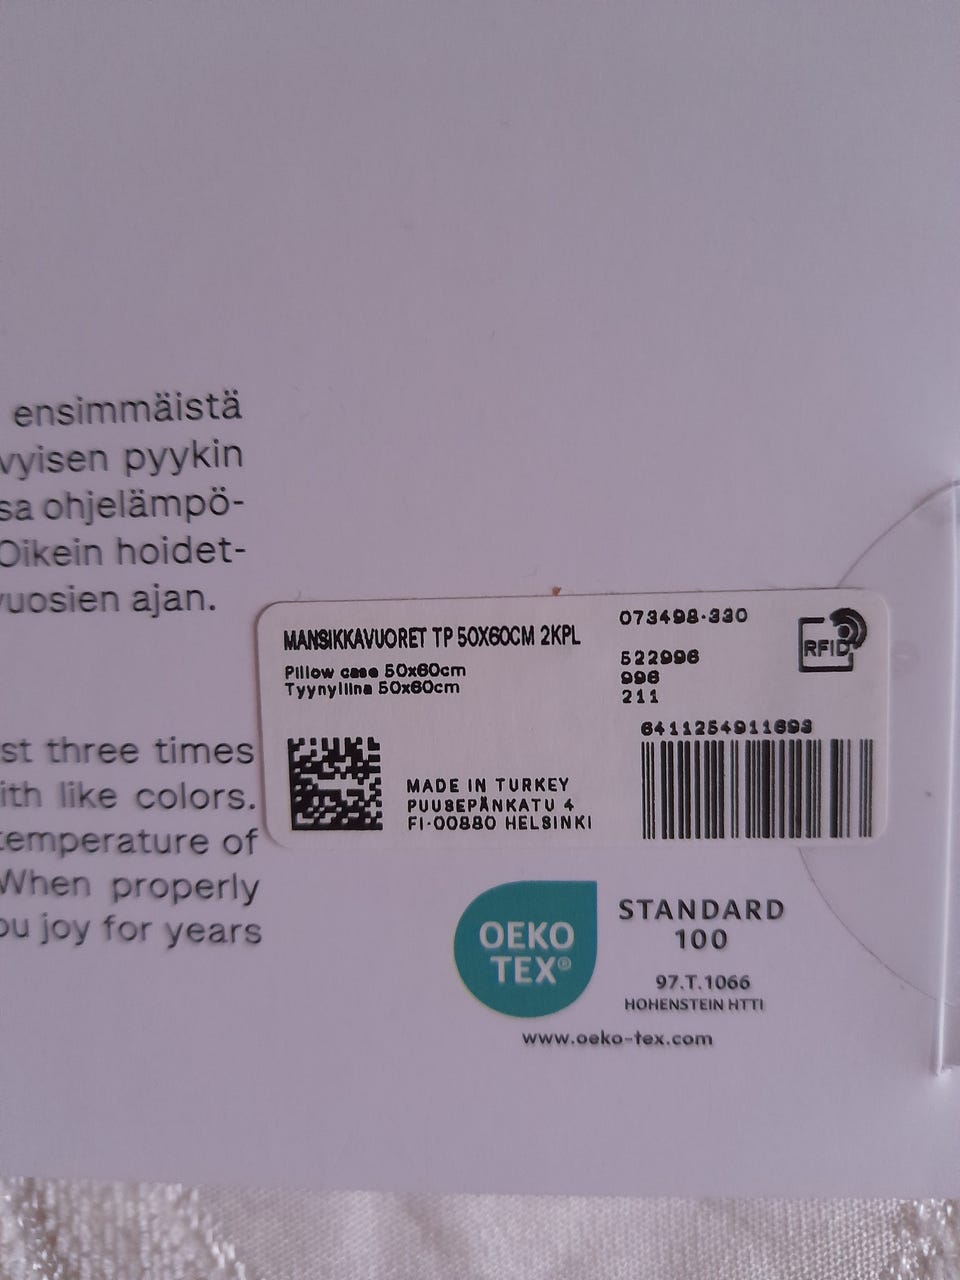 ensimmäistä
vyisen pyykin
sa ohjelämpö-
Oikein hoidet-
vuosien ajan.
MANSIKKAVUORET TP 50X60CM 2KPL
Pillow case 50x60cm
Tyynyliina 50x60cm
073498-330
522996
996
211
RFID
6411254911693
MADE IN TURKEY
PUUSEPÄNKATU 4
FI-00880 HELSINKI
st three times
ith like colors.
temperature of
When properly
ou joy for years
OEKO
TEX®
STANDARD
100
97.T.1066
HOHENSTEIN HTTI
www.oeko-tex.com